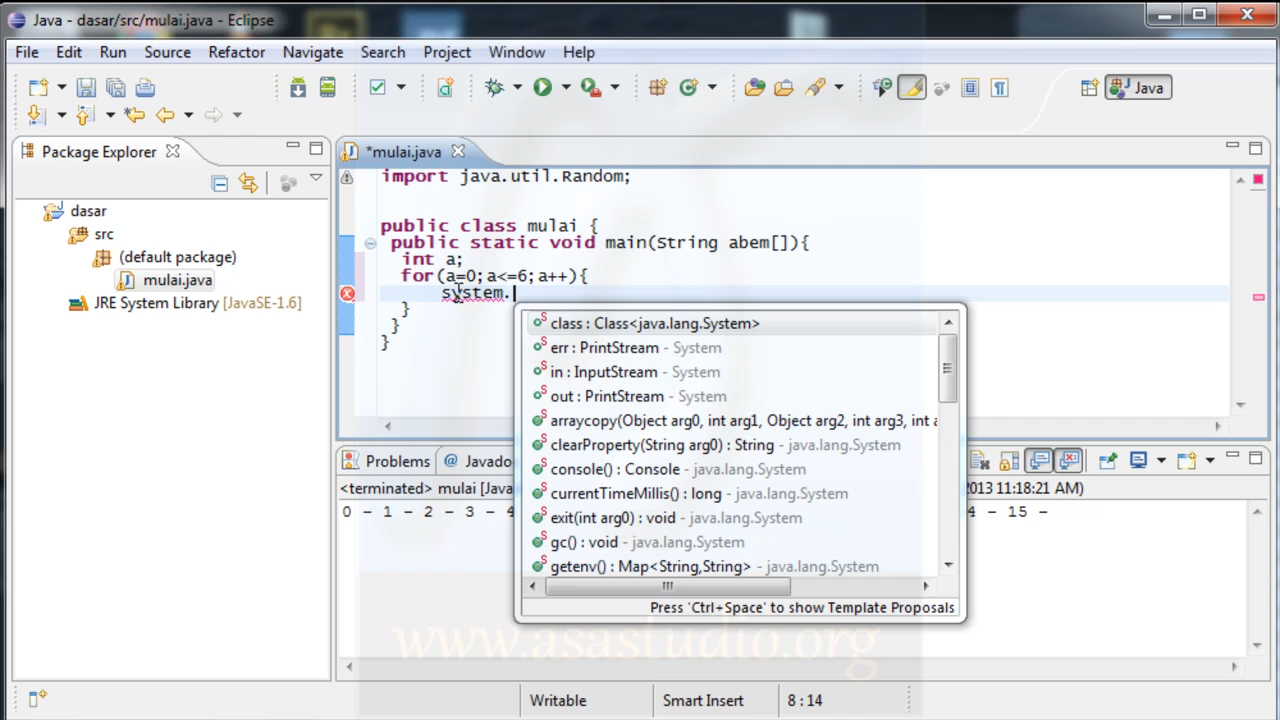 Java - dasar/src/mulai.java - Eclipse
File Edit Run Source Refactor Navigate Search Project Window Help
Java
Package Explorer
*mulai.java
dasar
src
(default package)
mulai.java
JRE System Library [JavaSE-1.6]
import java.util.Random;
public class mulai {
public static void main(String abem[]){
int a;
for(a=0;a<=6;a++){
system.
}
}
}
class : Class<java.lang.System>
err : PrintStream - System
in : InputStream - System
out : PrintStream - System
arraycopy(Object arg0, int arg1, Object arg2, int arg3, int a
clearProperty(String arg0) : String - java.lang.System
console() : Console - java.lang.System
currentTimeMillis() : long - java.lang.System
exit(int arg0) : void - java.lang.System
gc() : void - java.lang.System
getenv() : Map<String,String> - java.lang.System
Press 'Ctrl+Space' to show Template Proposals
Problems @ Javado
<terminated> mulai [Java 2013 11:18:21 AM)
0 - 1 - 2 - 3 - 4 4 - 15 -
www.asastudio.org
Writable Smart Insert 8 : 14